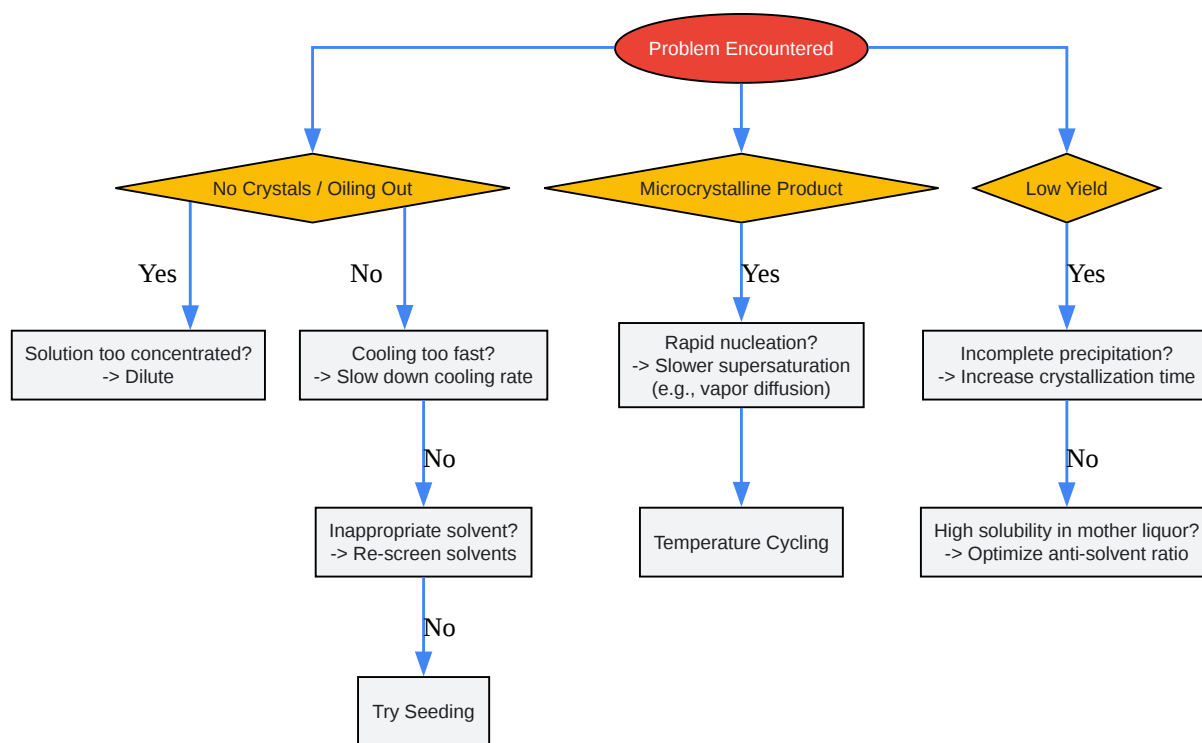 Problem Encountered
No Crystals / Oiling Out
Microcrystalline Product
Low Yield
Yes
No
Yes
Yes
Solution too concentrated?
-> Dilute
Cooling too fast?
-> Slow down cooling rate
Rapid nucleation?
-> Slower supersaturation
(e.g., vapor diffusion)
Incomplete precipitation?
-> Increase crystallization time
No
No
Inappropriate solvent?
-> Re-screen solvents
Temperature Cycling
High solubility in mother liquor?
-> Optimize anti-solvent ratio
No
Try Seeding